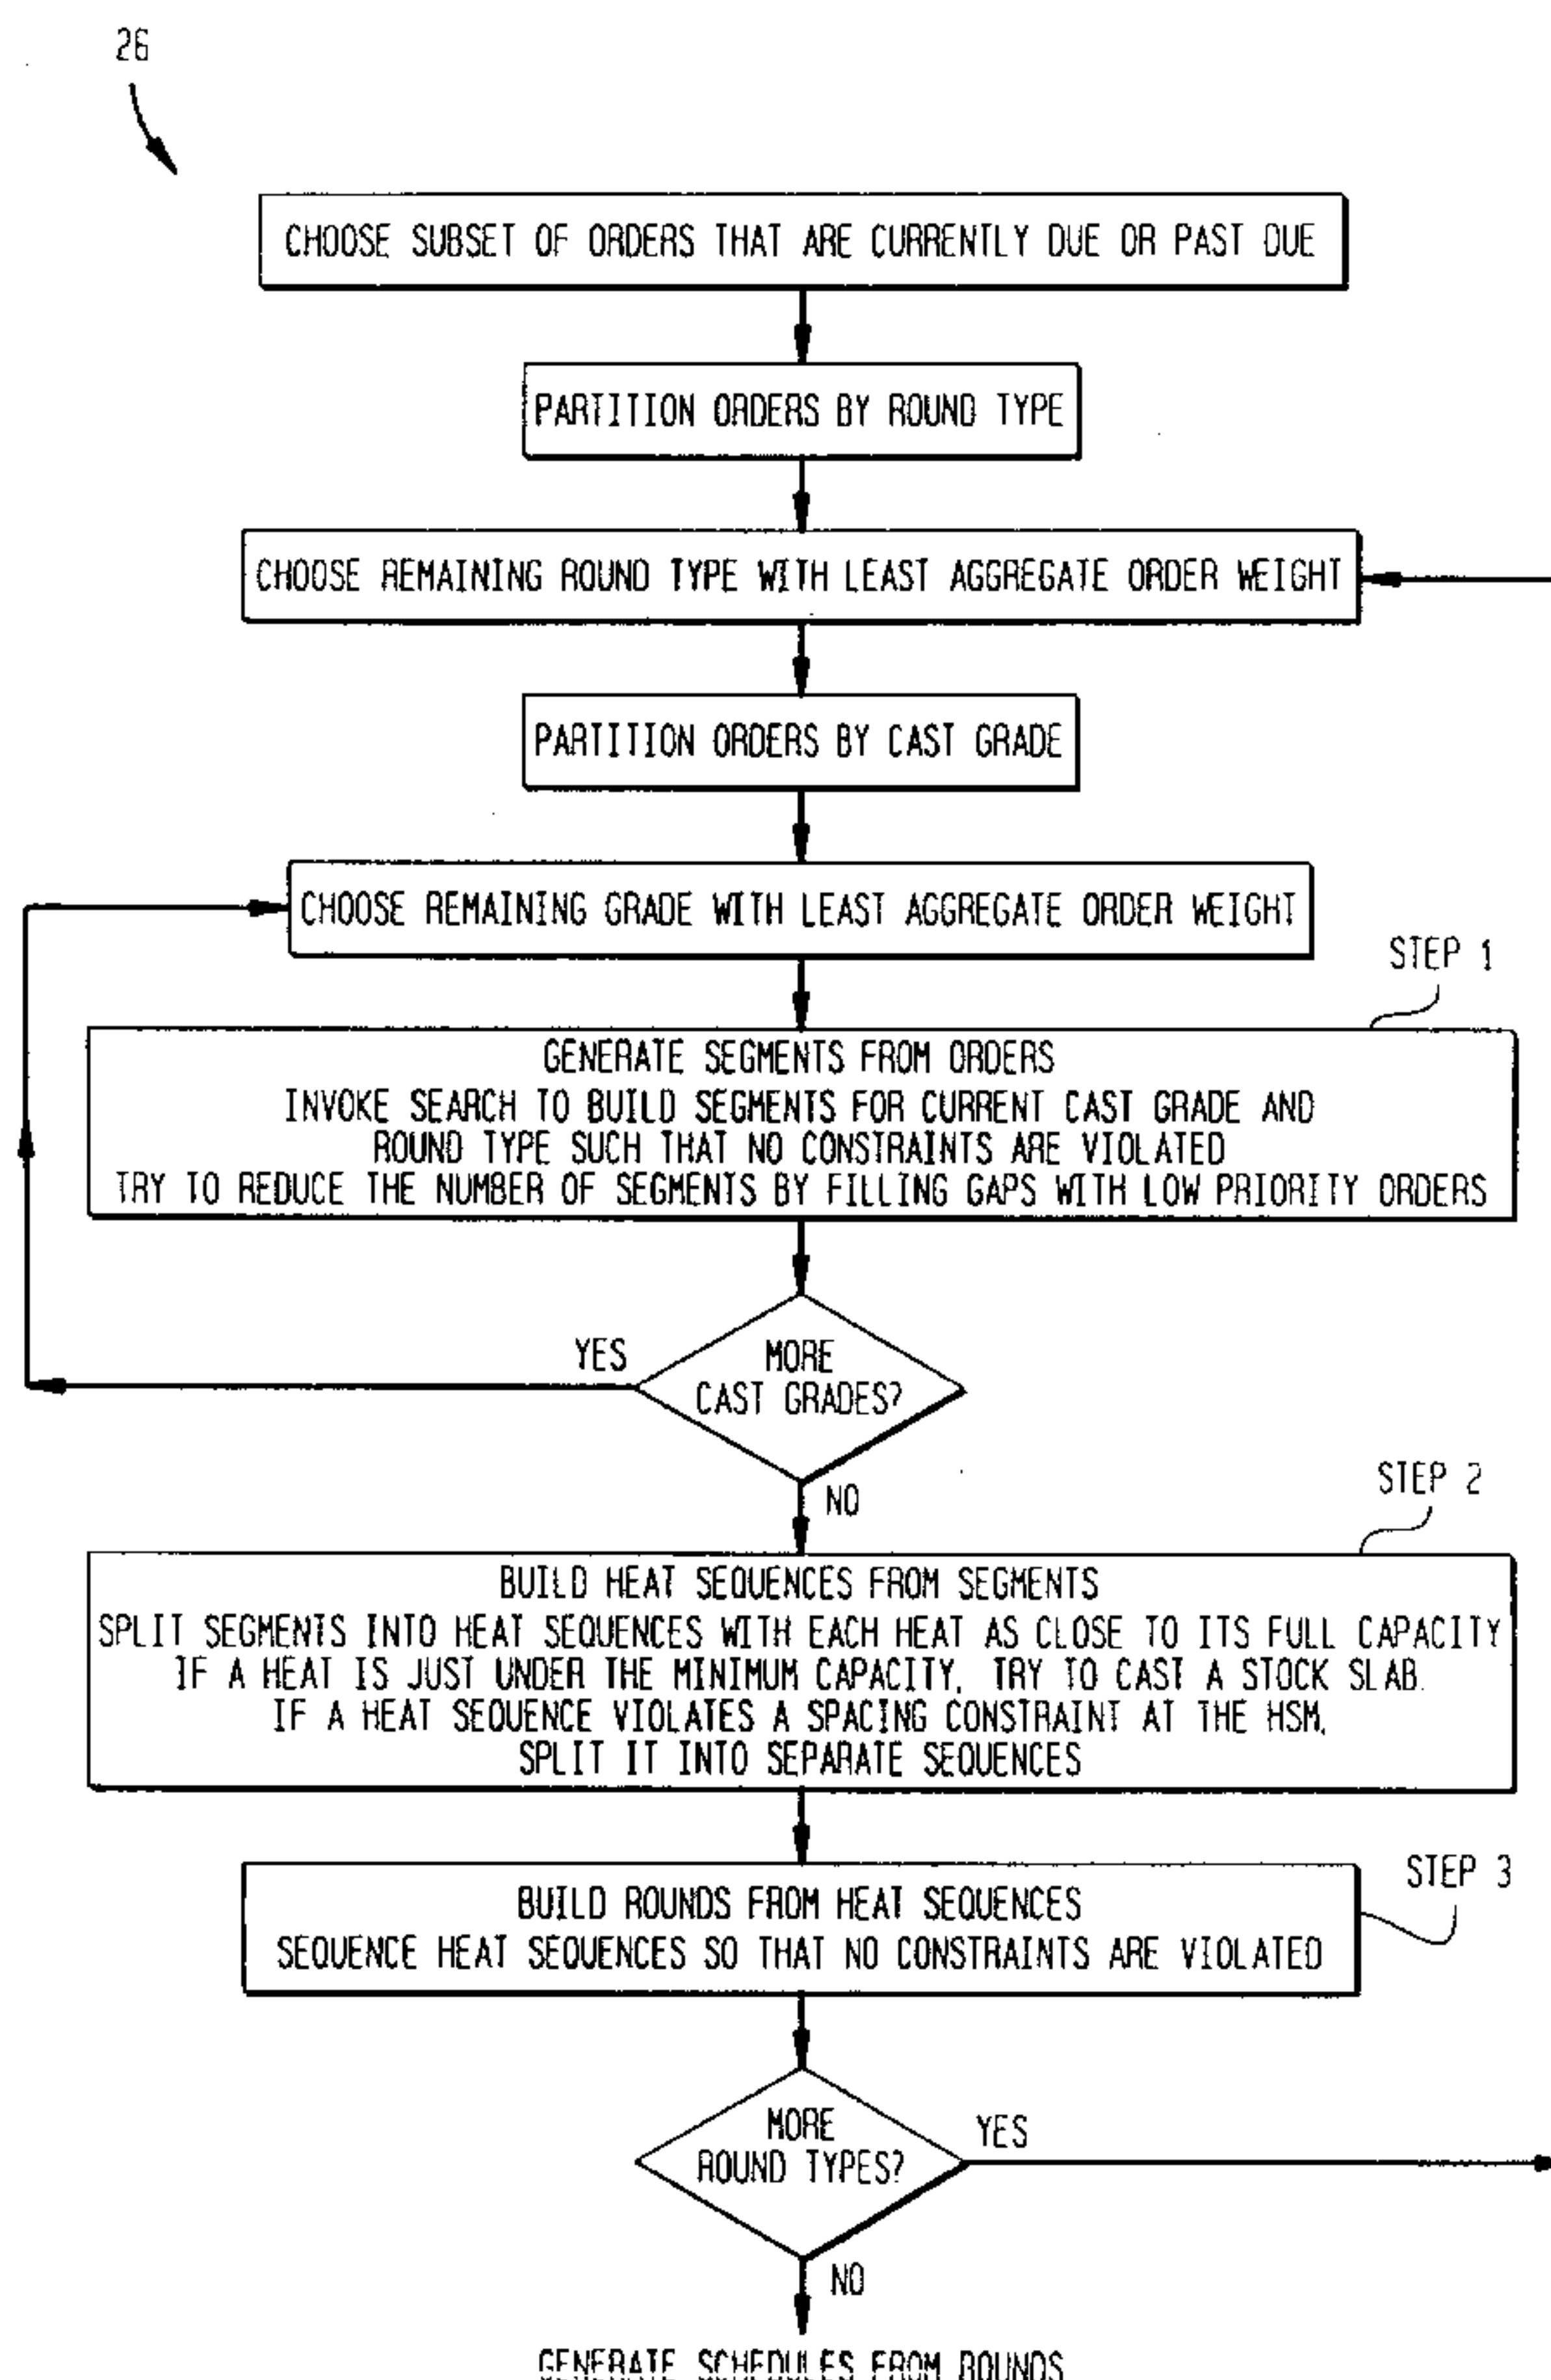 26
CHOOSE SUBSET OF ORDERS THAT ARE CURRENTLY DUE OR PAST DUE
PARTITION ORDERS BY ROUND TYPE
CHOOSE REMAINING ROUND TYPE WITH LEAST AGGREGATE ORDER WEIGHT
PARTITION ORDERS BY CAST GRADE
CHOOSE REMAINING GRADE WITH LEAST AGGREGATE ORDER WEIGHT
STEP 1
GENERATE SEGMENTS FROM ORDERS
INVOKE SEARCH TO BUILD SEGMENTS FOR CURRENT CAST GRADE AND
ROUND TYPE SUCH THAT NO CONSTRAINTS ARE VIOLATED
TRY TO REDUCE THE NUMBER OF SEGMENTS BY FILLING GAPS WITH LOW PRIORITY ORDERS
YES
MORE
CAST GRADES?
NO
STEP 2
BUILD HEAT SEQUENCES FROM SEGMENTS
SPLIT SEGMENTS INTO HEAT SEQUENCES WITH EACH HEAT AS CLOSE TO ITS FULL CAPACITY
IF A HEAT IS JUST UNDER THE MINIMUM CAPACITY, TRY TO CAST A STOCK SLAB.
IF A HEAT SEQUENCE VIOLATES A SPACING CONSTRAINT AT THE HSM,
SPLIT IT INTO SEPARATE SEQUENCES
STEP 3
BUILD ROUNDS FROM HEAT SEQUENCES
SEQUENCE HEAT SEQUENCES SO THAT NO CONSTRAINTS ARE VIOLATED
MORE
ROUND TYPES?
YES
NO
GENERATE SCHEDULES FROM ROUNDS